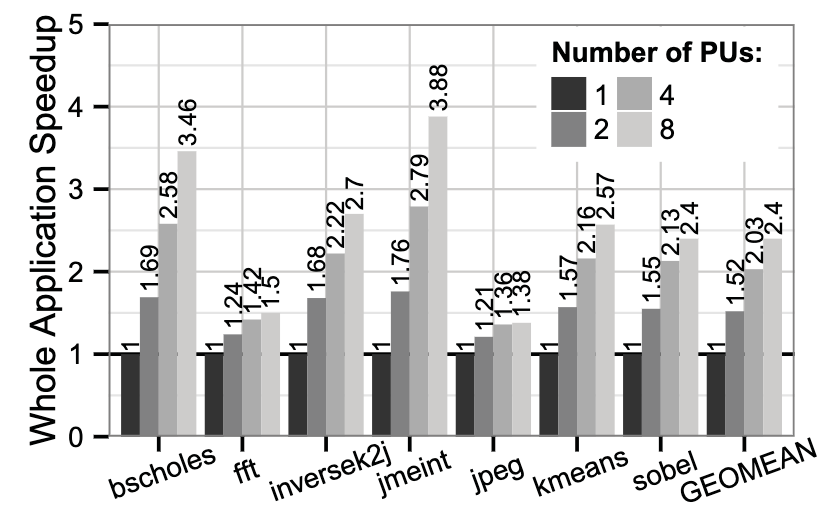 Whole Application Speedup
5
4
3
2
1
0
Number of PUs:
1 4
2 8
1 1.69 2.58 3.46
1 1.24 1.42 1.5
1 1.68 2.22 2.7
1 1.76 2.79 3.88
1 1.21 1.36 1.38
1 1.57 2.16 2.57
1 1.55 2.13 2.4
1 1.52 2.03 2.4
bscholes fft inversek2j jmeint jpeg kmeans sobel GEOMEAN